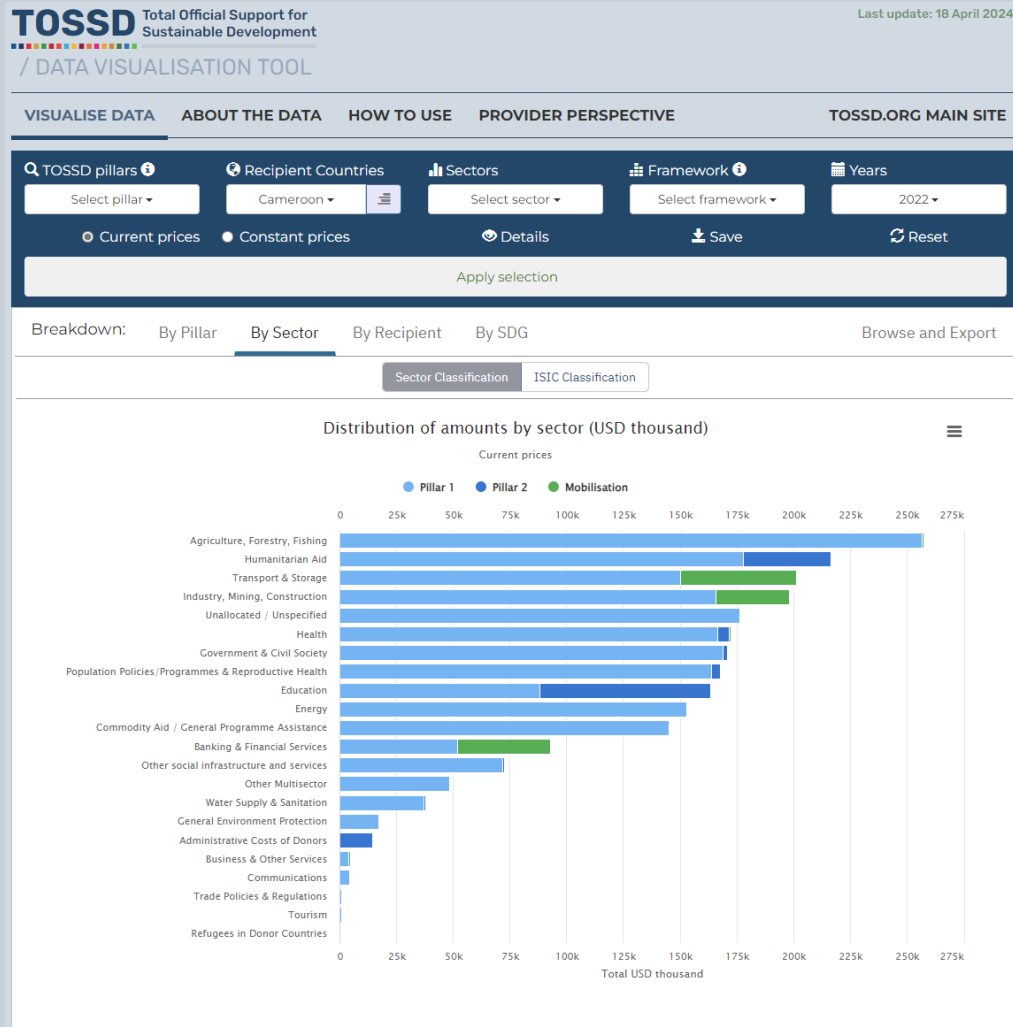 TOSSD Total Official Support for
Sustainable Development
Last update: 18 April 2024
/ DATA VISUALISATION TOOL
VISUALISE DATA ABOUT THE DATA HOW TO USE PROVIDER PERSPECTIVE TOSSD.ORG MAIN SITE
TOSSD pillars Recipient Countries Sectors Framework Years
Select pillar Cameroon Select sector Select framework 2022
Current prices Constant prices Details Save Reset
Apply selection
Breakdown: By Pillar By Sector By Recipient By SDG Browse and Export
Sector Classification ISIC Classification
Distribution of amounts by sector (USD thousand)
Current prices
Pillar 1 Pillar 2 Mobilisation
0 25k 50k 75k 100k 125k 150k 175k 200k 225k 250k 275k
Agriculture, Forestry, Fishing
Humanitarian Aid
Transport & Storage
Industry, Mining, Construction
Unallocated / Unspecified
Health
Government & Civil Society
Population Policies/Programmes & Reproductive Health
Education
Energy
Commodity Aid / General Programme Assistance
Banking & Financial Services
Other social infrastructure and services
Other Multisector
Water Supply & Sanitation
General Environment Protection
Administrative Costs of Donors
Business & Other Services
Communications
Trade Policies & Regulations
Tourism
Refugees in Donor Countries
0 25k 50k 75k 100k 125k 150k 175k 200k 225k 250k 275k
Total USD thousand